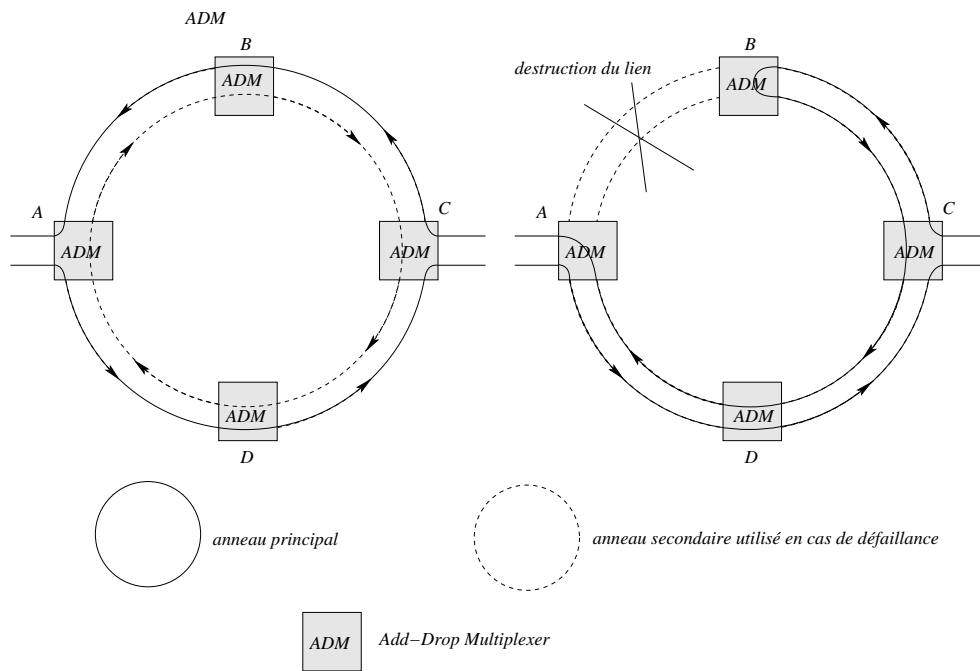 ADM
B
ADM
A
ADM
C
ADM
ADM
D
destruction du lien
B
ADM
A
ADM
C
ADM
ADM
D
anneau principal
anneau secondaire utilisé en cas de défaillance
ADM
Add−Drop Multiplexer